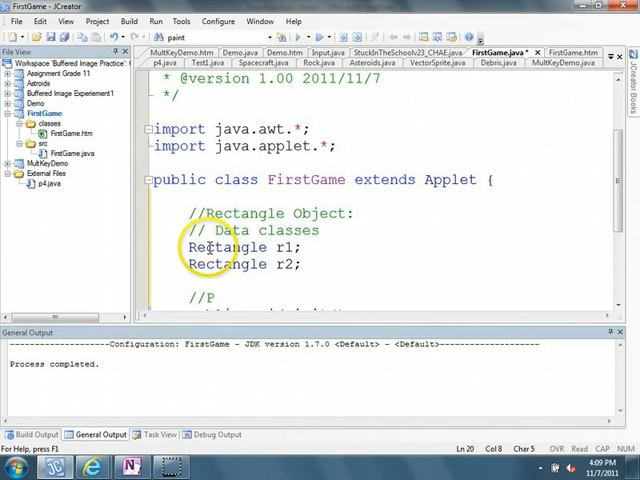 FirstGame - JCreator
File Edit View Project Build Run Tools Configure Window Help
paint
File View
Workspace 'Buffered Image Practice': Buffered
Assignment Grade 11
Astroids
Buffered Image Experiement1
Demo
FirstGame
classes
FirstGame.htm
src
FirstGame.java
MultKeyDemo
External Files
p4.java
MultKeyDemo.htm Demo.java Demo.htm Input.java StuckInTheSchoolv23_CHAE.java FirstGame.java * FirstGame.htm
p4.java Test1.java Spacecraft.java Rock.java Asteroids.java VectorSprite.java Debris.java MultKeyDemo.java
JCreator Books
* @version 1.00 2011/11/7
*/
import java.awt.*;
import java.applet.*;
public class FirstGame extends Applet {
//Rectangle Object:
// Data classes
Rectangle r1;
Rectangle r2;
//P
General Output
--------------------Configuration: FirstGame - JDK version 1.7.0 <Default> - <Default>--------------------
Process completed.
Build Output General Output Task View Debug Output
For Help, press F1
Ln 20 Col 8 Char 5 OVR Read CAP NUM
4:09 PM
11/7/2011